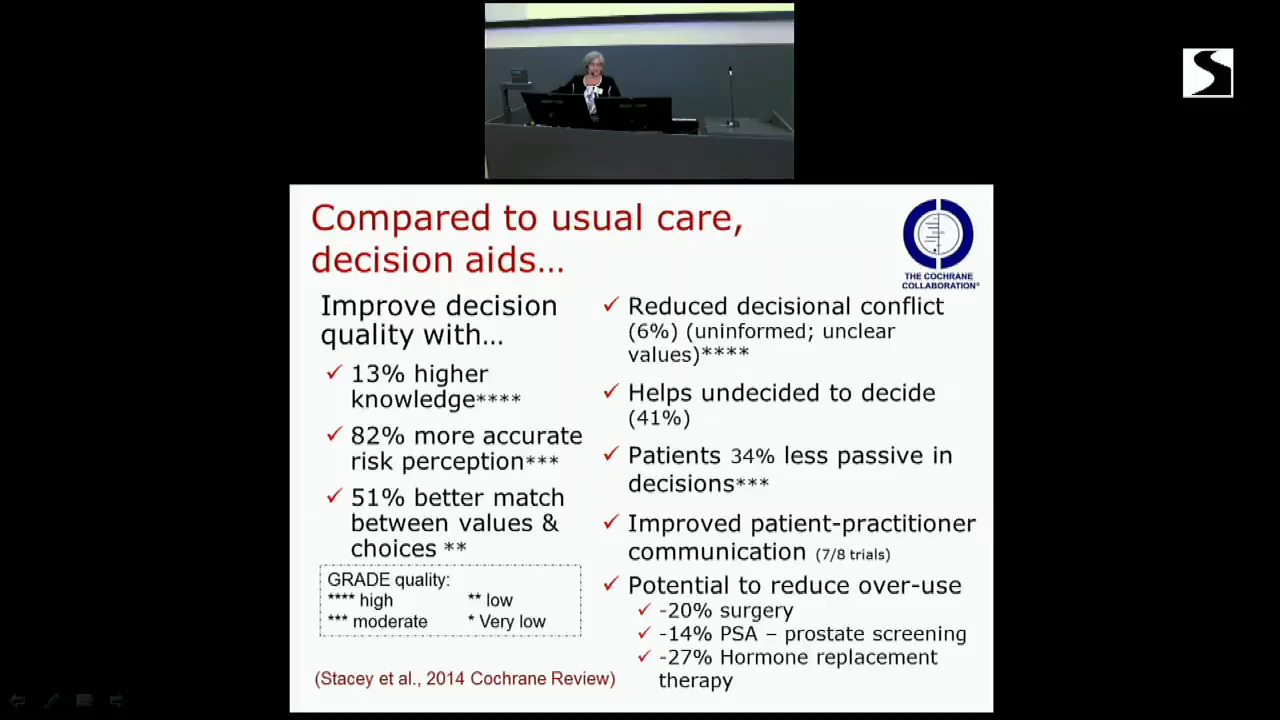 Compared to usual care,
decision aids...
THE COCHRANE
COLLABORATION®
Improve decision
quality with...
✓ 13% higher
knowledge****
✓ 82% more accurate
risk perception***
✓ 51% better match
between values &
choices **
GRADE quality:
**** high ** low
*** moderate * Very low
(Stacey et al., 2014 Cochrane Review)
✓ Reduced decisional conflict
(6%) (uninformed; unclear
values)****
✓ Helps undecided to decide
(41%)
✓ Patients 34% less passive in
decisions***
✓ Improved patient-practitioner
communication (7/8 trials)
✓ Potential to reduce over-use
✓ -20% surgery
✓ -14% PSA – prostate screening
✓ -27% Hormone replacement
therapy